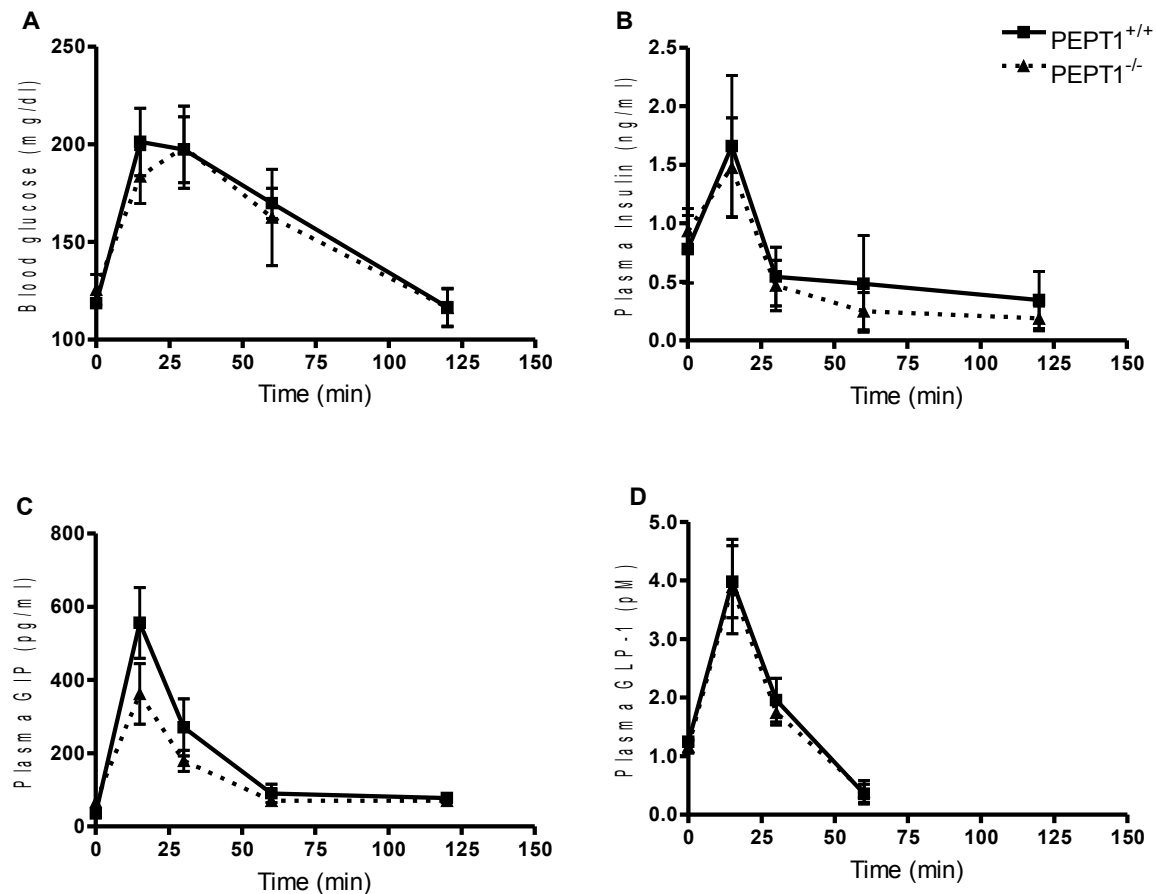 A
Blood glucose (mg/dl)
250
200
150
100
0 25 50 75 100 125 150
Time (min)
B
PEPT1+/+
PEPT1-/-
Plasma Insulin (ng/ml)
2.5
2.0
1.5
1.0
0.5
0.0
0 25 50 75 100 125 150
Time (min)
C
Plasma GIP (pg/ml)
800
600
400
200
0
0 25 50 75 100 125 150
Time (min)
D
Plasma GLP-1 (pM)
5.0
4.0
3.0
2.0
1.0
0.0
0 25 50 75 100 125 150
Time (min)